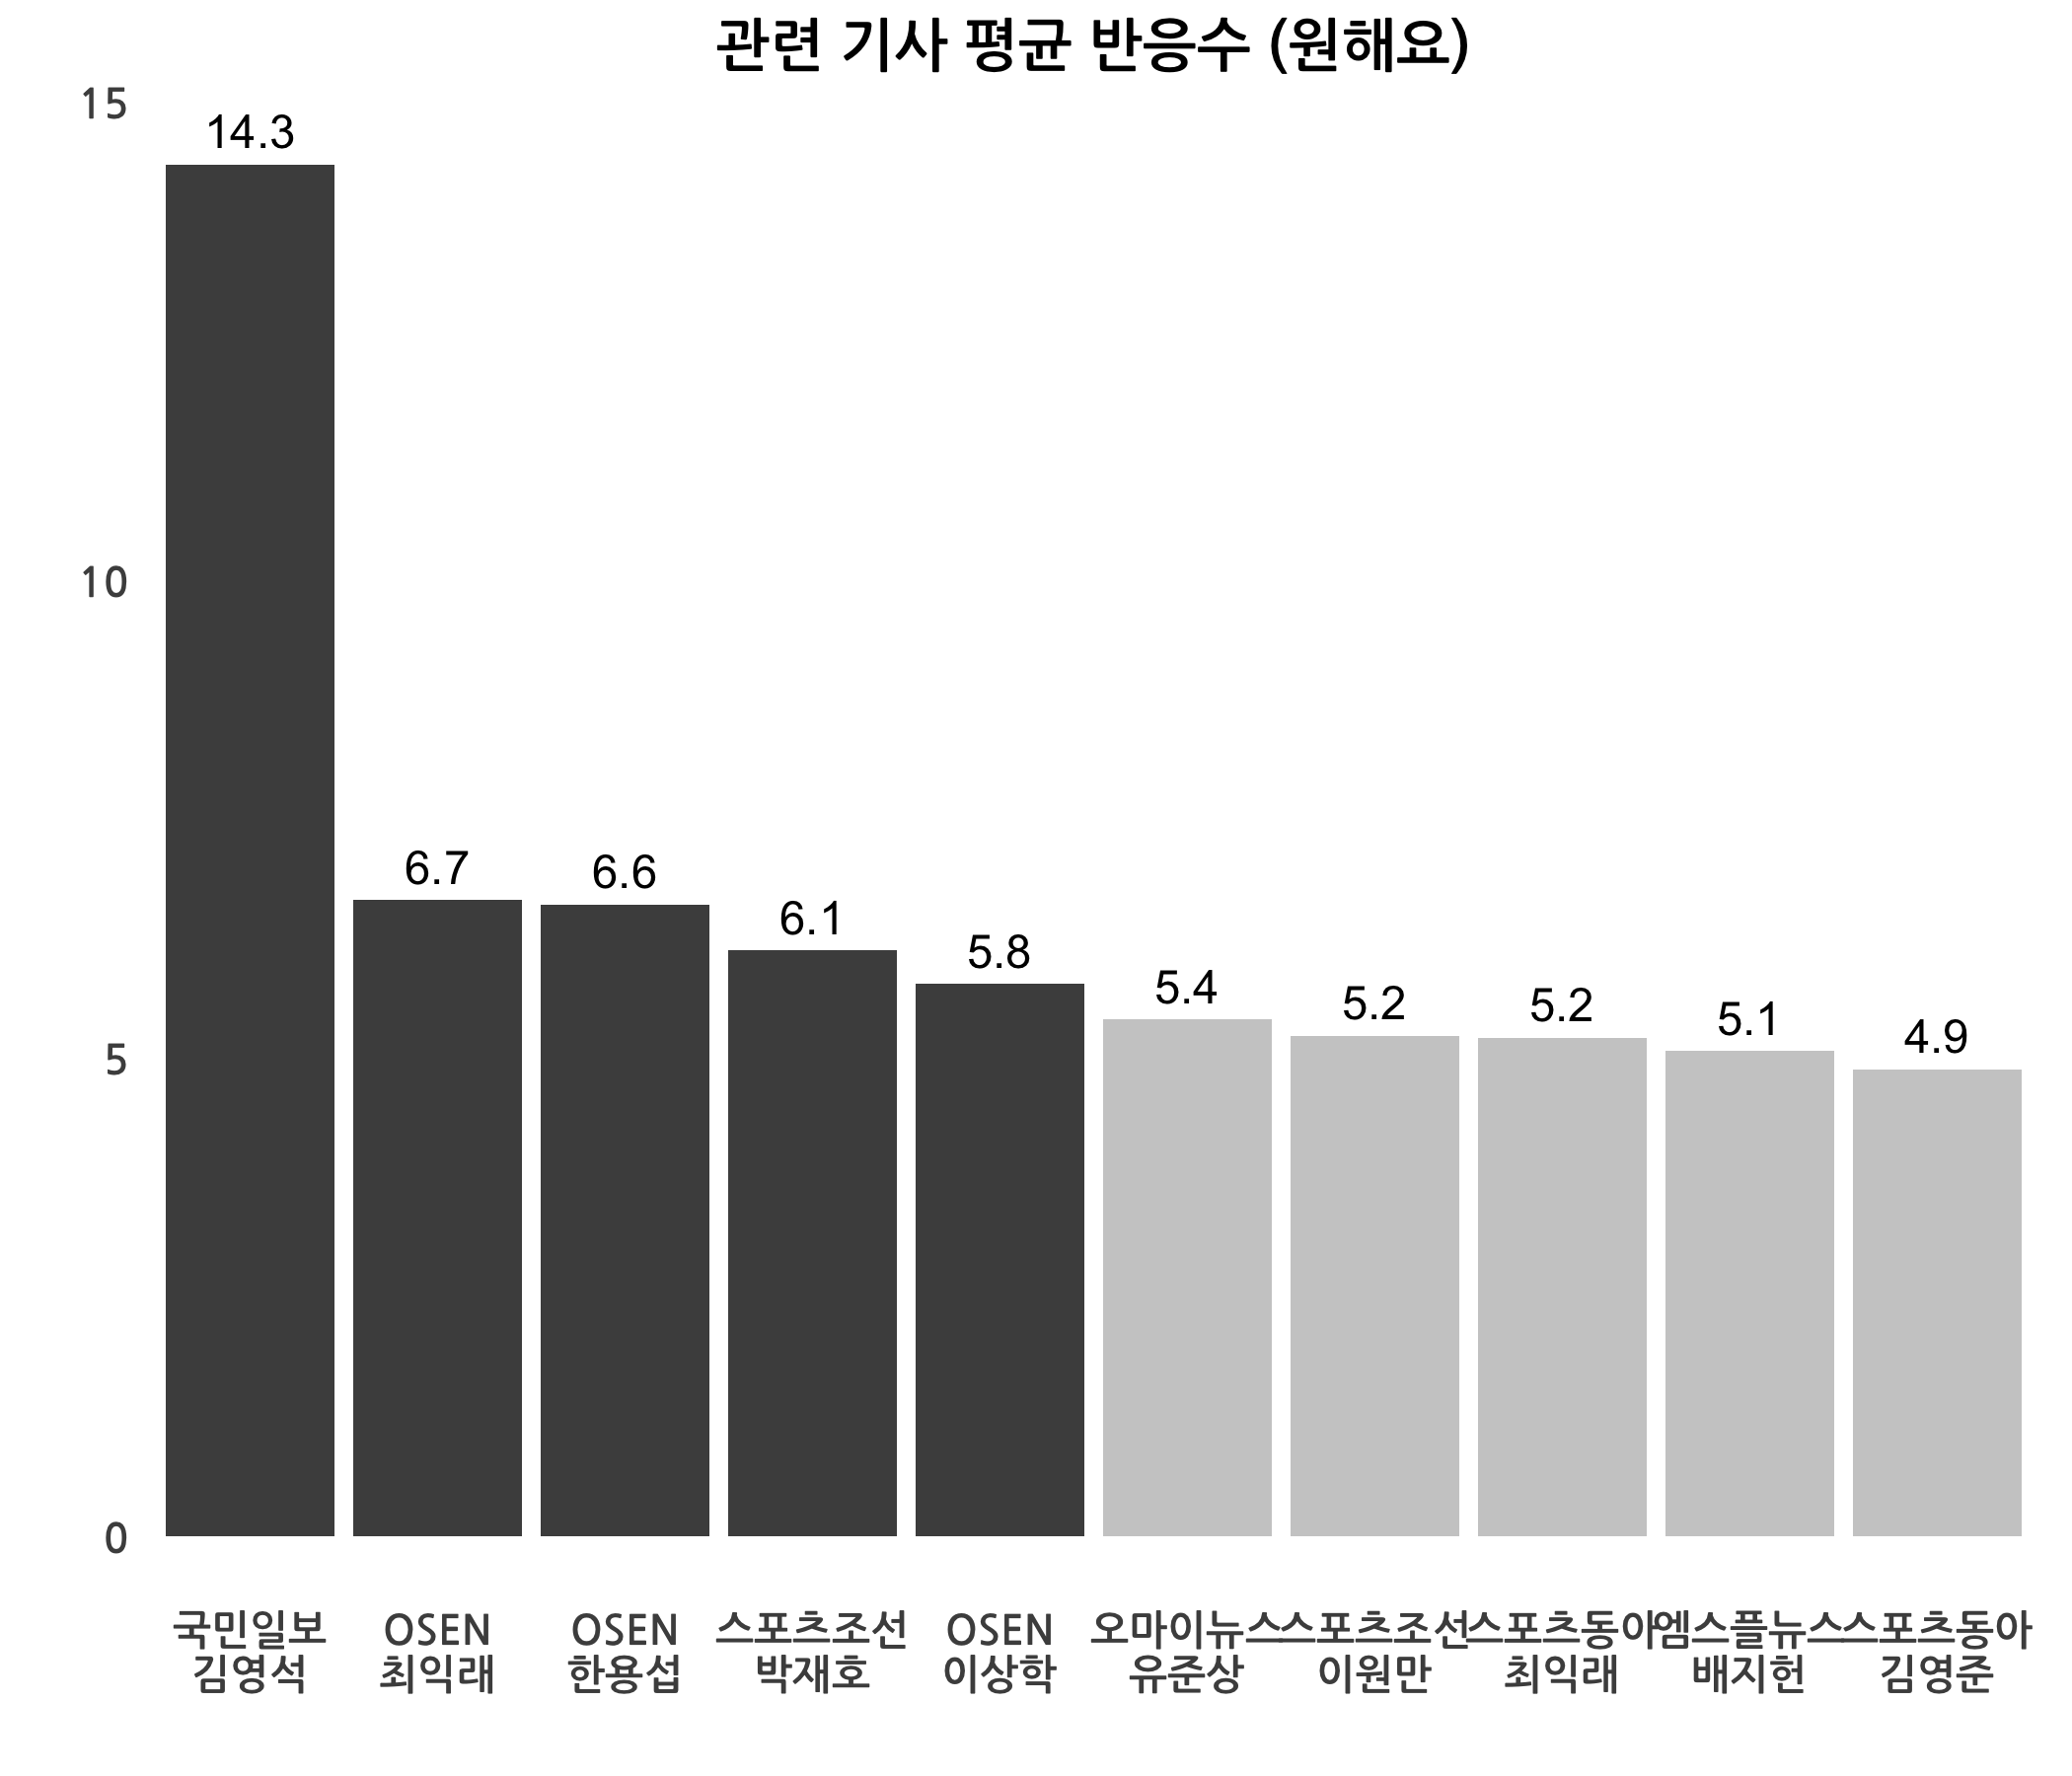 관련 기사 평균 반응수 (원해요)
15
10
5
0
14.3
6.7
6.6
6.1
5.8
5.4
5.2
5.2
5.1
4.9
국민일보
김영석
OSEN
최익래
OSEN
한용섭
스포츠조선
박재호
OSEN
이상학
오마이뉴스
유준상
스포츠조선
이원만
스포츠동아
최익래
엠스플뉴스
배지헌
스포츠동아
김영준